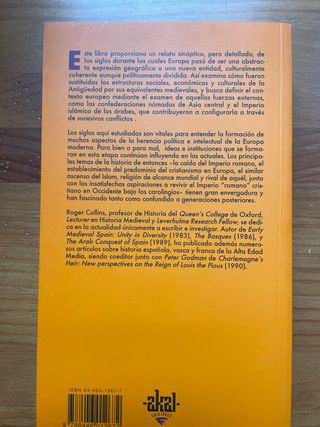 Este libro proporciona un relato sinóptico, pero detallado, de
los siglos durante los cuales Europa pasó de ser una abstrac-
ta expresión geográfica a una nueva entidad, culturalmente
coherente aunque políticamente dividida. Así examina cómo fueron
sustituidos las estructuras sociales, económicos y culturales de la
Antigüedad por sus equivalentes medievales, y busca definir el con-
texto europeo mediante el examen de aquellas fuerzas externas,
como las confederaciones nómadas de Asia central y el Imperio
islámico de los árabes, que contribuyeron a configurarla a través
de sucesivos conflictos .
Los siglos aquí estudiados son vitales para entender la formación de
muchos aspectos de la herencia política e intelectual de la Europa
moderna. Para bien o para mal, ideas e instituciones que se forma-
ron en esta etapa continúan influyendo en las actuales. Los principa-
les temas de la historia de entonces -la caída del Imperio romano, el
establecimiento del predominio del cristianismo en Europa, el similar
ascenso del Islam, religión de alcance mundial y rival de aquél, junto
con las insatisfechas aspiraciones a revivir el Imperio "romano" cris-
tiano en Occidente bajo los carolingios- tienen gran envergadura y
han fascinado tanto como confundido a generaciones posteriores.
Roger Collins, profesor de Historia del Queen's College de Oxford,
Lecturer en Historia Medieval y Leverhulme Research Fellow, se dedi-
ca en la actualidad únicamente a escribir e investigar. Autor de Early
Medieval Spain: Unity in Diversity (1983), The Basques (1986), y
The Arab Conquest of Spain (1989), ha publicado además numero-
sos artículos sobre historia española, vasca y franca de la Alta Edad
Media, siendo coeditor junto con Peter Godman de Charlemagne's
Heir: New perspectives on the Reign of Louis the Pious (1990).
ISBN 84-460-1287-7
akal
EDICIONES